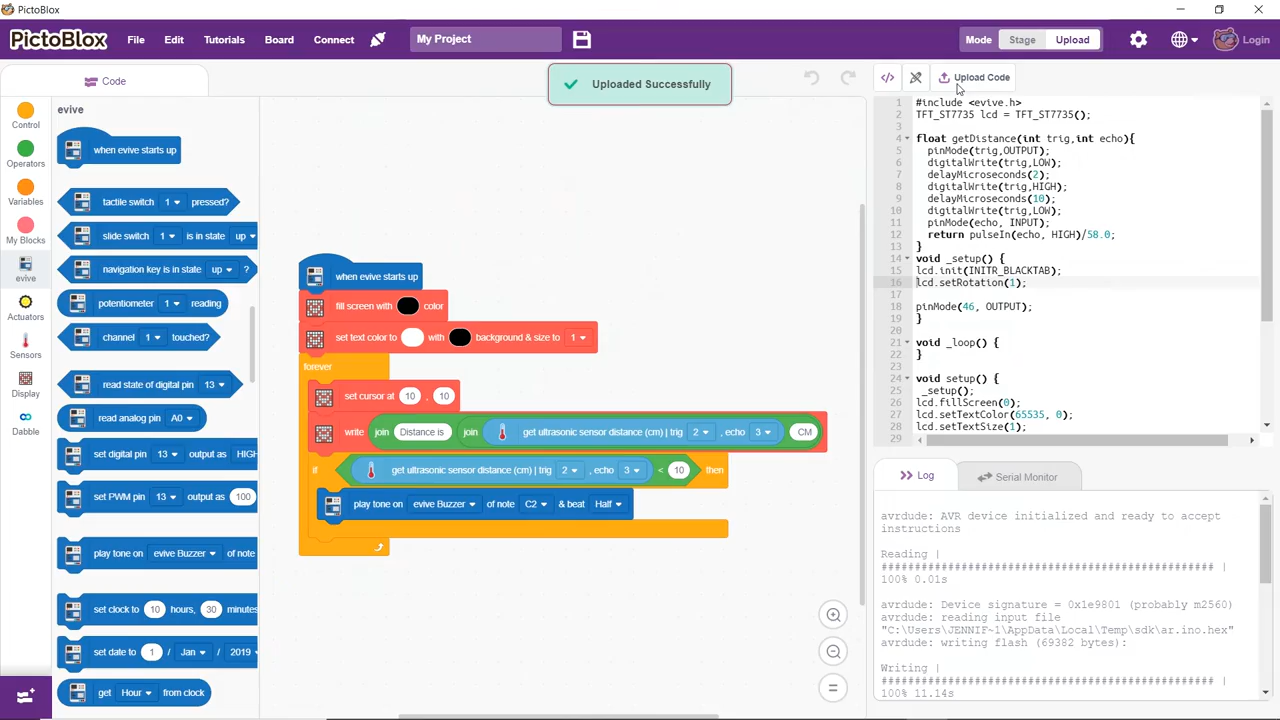 PictoBlox
PictoBlox File Edit Tutorials Board Connect My Project Mode Stage Upload Login
Code
Uploaded Successfully
Upload Code
Control
Operators
Variables
My Blocks
evive
Actuators
Sensors
Display
Dabble
evive
when evive starts up
tactile switch 1 pressed?
slide switch 1 is in state up
navigation key is in state up ?
potentiometer 1 reading
channel 1 touched?
read state of digital pin 13
read analog pin A0
set digital pin 13 output as HIGH
set PWM pin 13 output as 100
play tone on evive Buzzer of note
set clock to 10 hours, 30 minutes
set date to 1 / Jan / 2019
get Hour from clock
when evive starts up
fill screen with color
set text color to with background & size to 1
forever
set cursor at 10 , 10
write join Distance is join get ultrasonic sensor distance (cm) | trig 2 , echo 3 CM
if get ultrasonic sensor distance (cm) | trig 2 , echo 3 < 10 then
play tone on evive Buzzer of note C2 & beat Half
1 #include <evive.h>
2 TFT_ST7735 lcd = TFT_ST7735();
3
4 float getDistance(int trig,int echo){
5 pinMode(trig,OUTPUT);
6 digitalWrite(trig,LOW);
7 delayMicroseconds(2);
8 digitalWrite(trig,HIGH);
9 delayMicroseconds(10);
10 digitalWrite(trig,LOW);
11 pinMode(echo, INPUT);
12 return pulseIn(echo, HIGH)/58.0;
13 }
14 void _setup() {
15 lcd.init(INITR_BLACKTAB);
16 lcd.setRotation(1);
17
18 pinMode(46, OUTPUT);
19 }
20
21 void _loop() {
22 }
23
24 void setup() {
25 _setup();
26 lcd.fillScreen(0);
27 lcd.setTextColor(65535, 0);
28 lcd.setTextSize(1);
29
Log Serial Monitor
avrdude: AVR device initialized and ready to accept
instructions
Reading |
################################################## |
100% 0.01s
avrdude: Device signature = 0x1e9801 (probably m2560)
avrdude: reading input file
"C:\Users\JENNIF~1\AppData\Local\Temp\sdk\ar.ino.hex"
avrdude: writing flash (69382 bytes):
Writing |
################################################## |
100% 11.14s